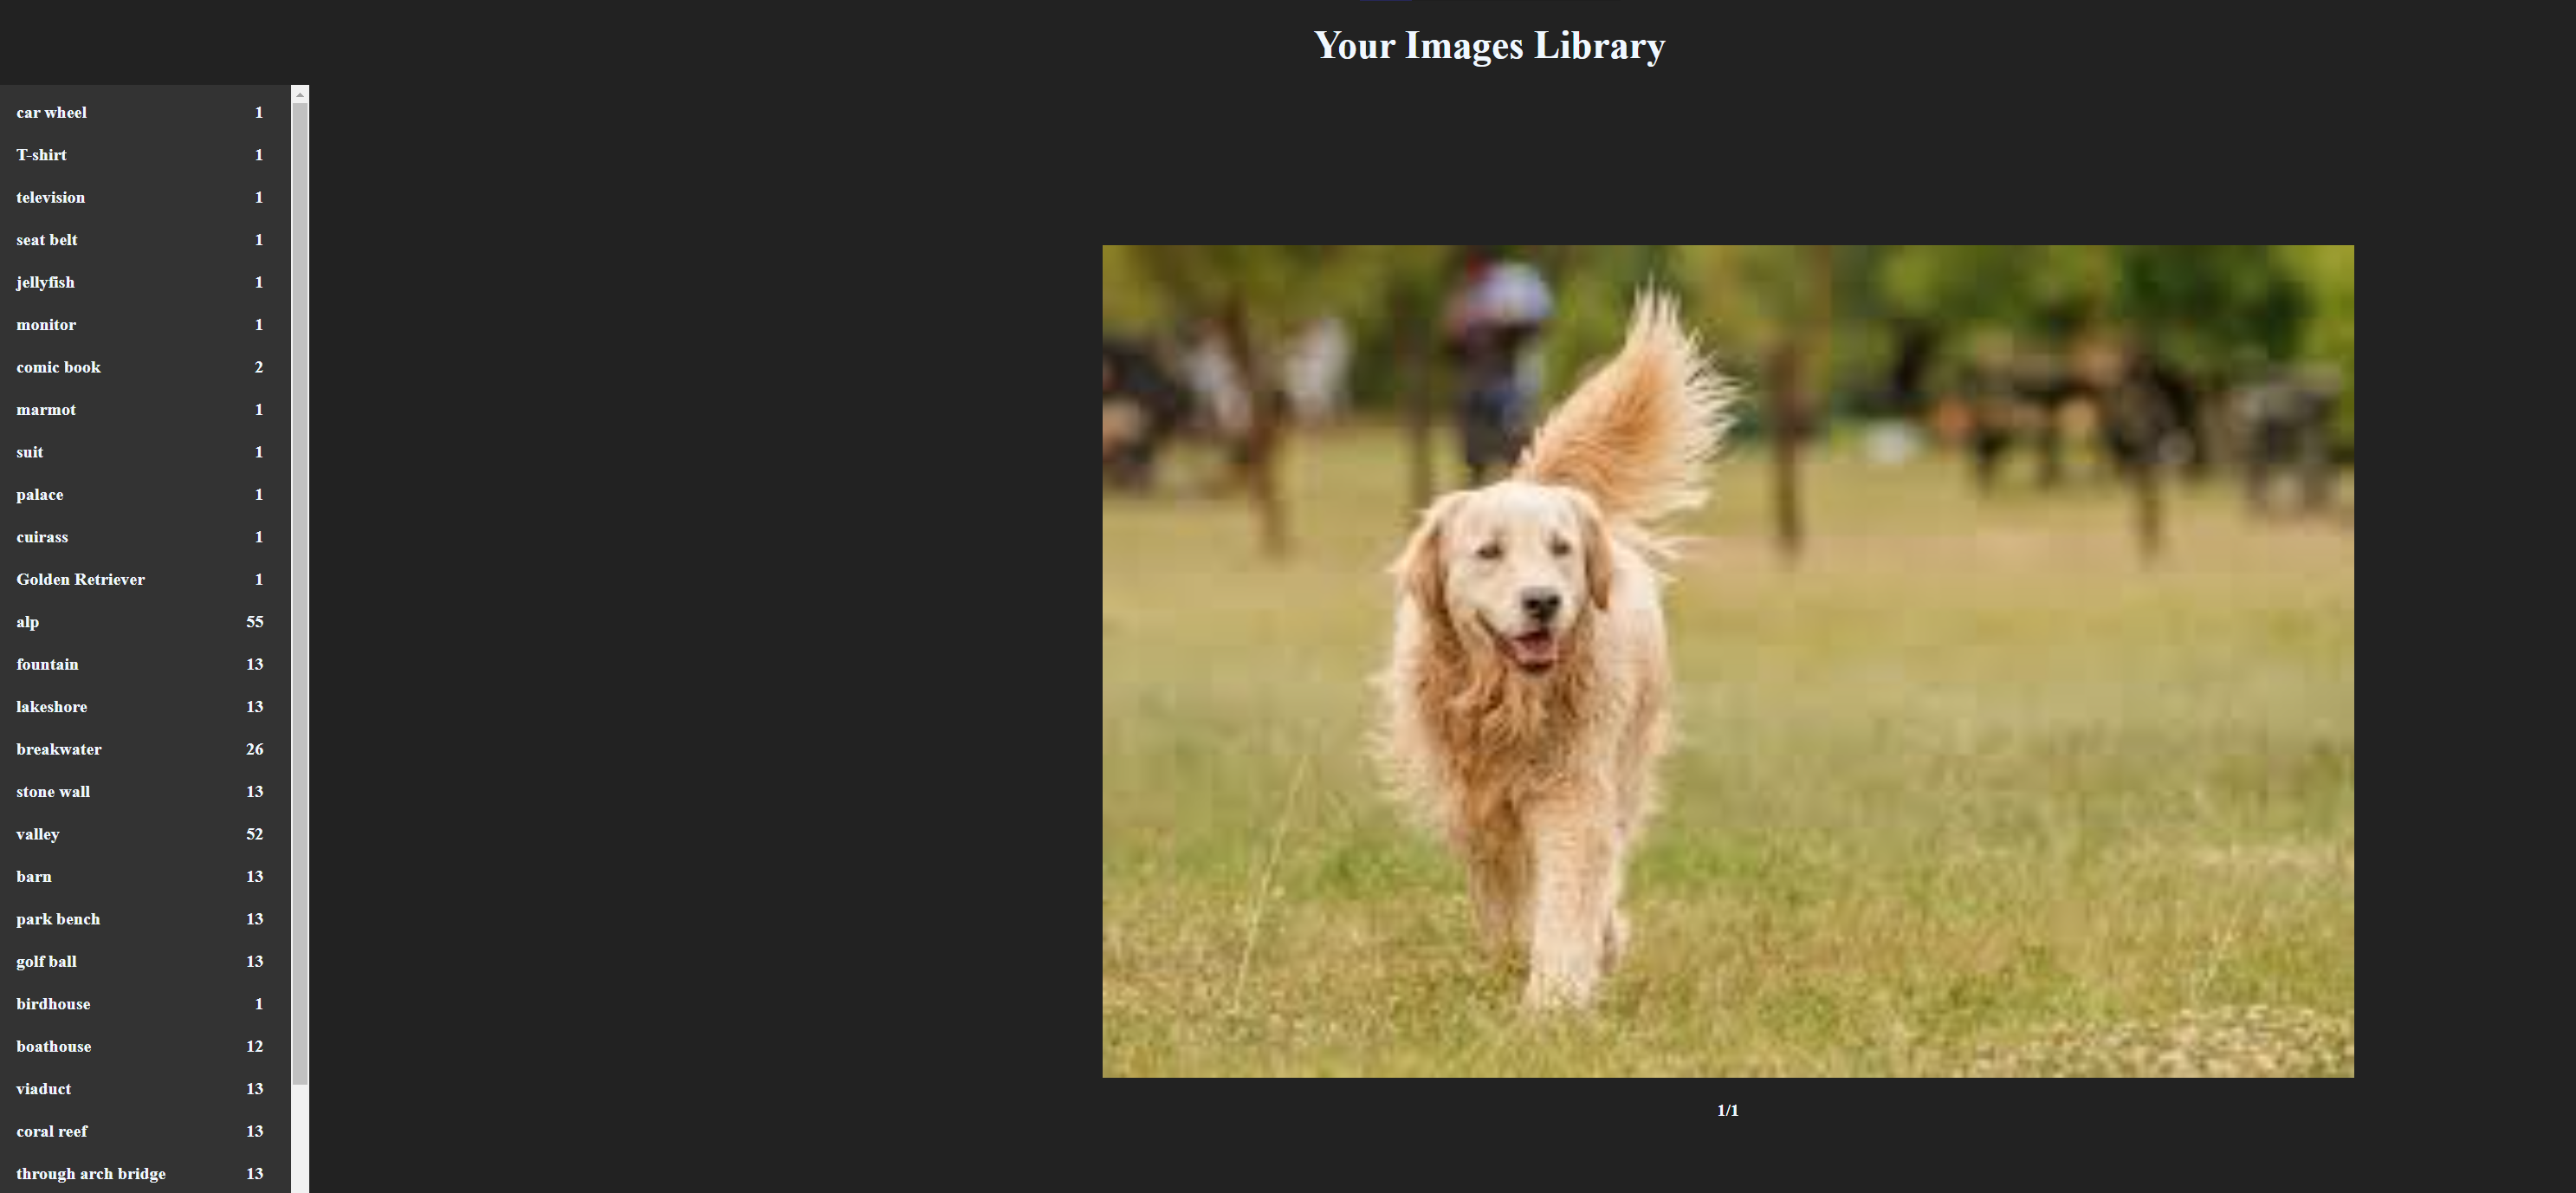 Your Images Library
car wheel 1
T-shirt 1
television 1
seat belt 1
jellyfish 1
monitor 1
comic book 2
marmot 1
suit 1
palace 1
cuirass 1
Golden Retriever 1
alp 55
fountain 13
lakeshore 13
breakwater 26
stone wall 13
valley 52
barn 13
park bench 13
golf ball 13
birdhouse 1
boathouse 12
viaduct 13
coral reef 13
through arch bridge 13
1/1